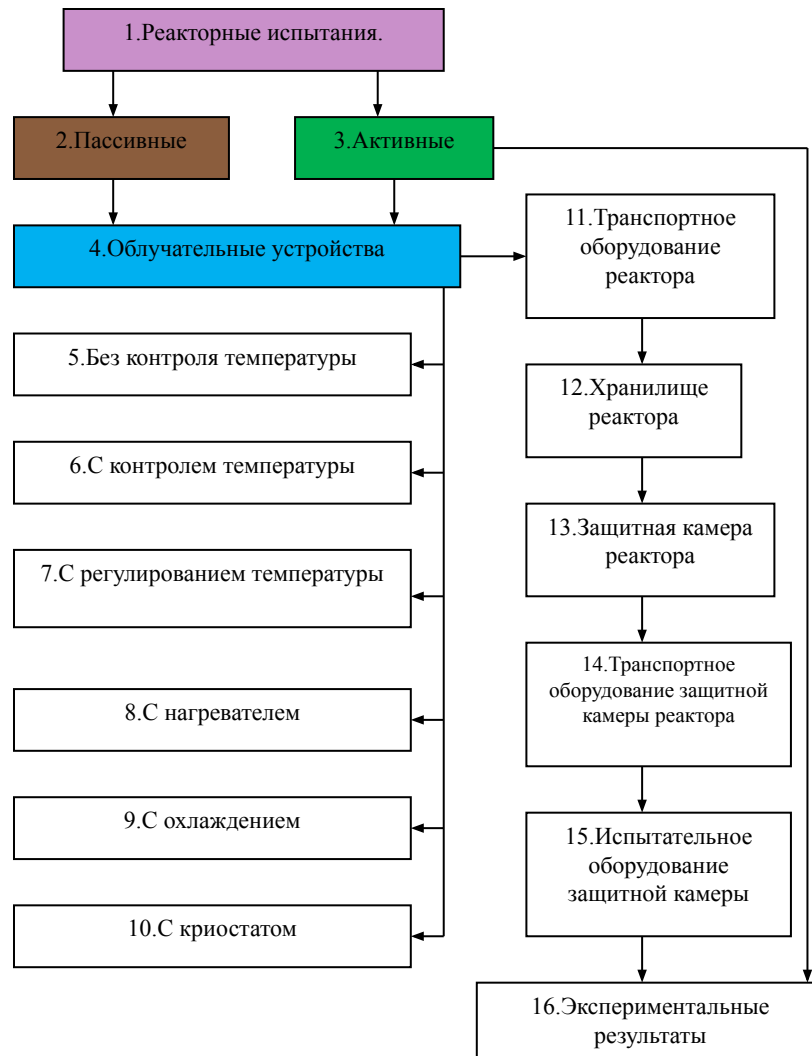 1.Реакторные испытания.
2.Пассивные
3.Активные
4.Облучательные устройства
5.Без контроля температуры
6.С контролем температуры
7.С регулированием температуры
8.С нагревателем
9.С охлаждением
10.С криостатом
11.Транспортное
оборудование
реактора
12.Хранилище
реактора
13.Защитная камера
реактора
14.Транспортное
оборудование защитной
камеры реактора
15.Испытательное
оборудование
защитной камеры
16.Экспериментальные
результаты